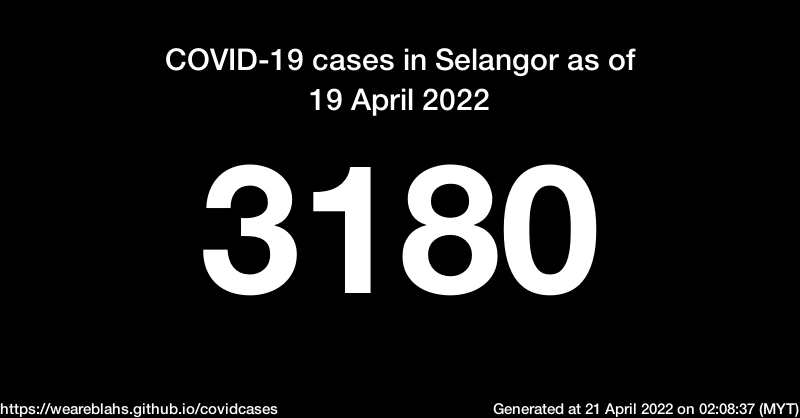 COVID-19 cases in Selangor as of
19 April 2022
3180
https://weareblahs.github.io/covidcases
Generated at 21 April 2022 on 02:08:37 (MYT)